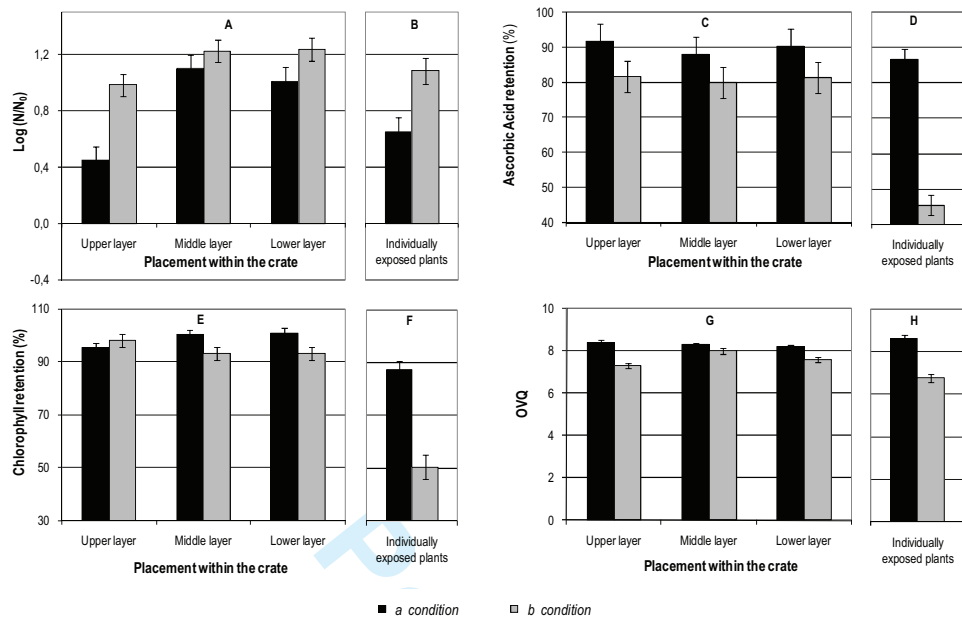 A
B
1,2
0,8
0,4
0,0
-0,4
Log (N/N0)
Upper layer Middle layer Lower layer
Placement within the crate
Individually
exposed plants
C
D
100
90
80
70
60
50
40
Ascorbic Acid retention (%)
Upper layer Middle layer Lower layer
Placement within the crate
Individually
exposed plants
E
F
110
90
70
50
30
Chlorophyll retention (%)
Upper layer Middle layer Lower layer
Placement within the crate
Individually
exposed plants
G
H
10
8
6
4
2
0
OVQ
Upper layer Middle layer Lower layer
Placement within the crate
Individually
exposed plants
a condition b condition